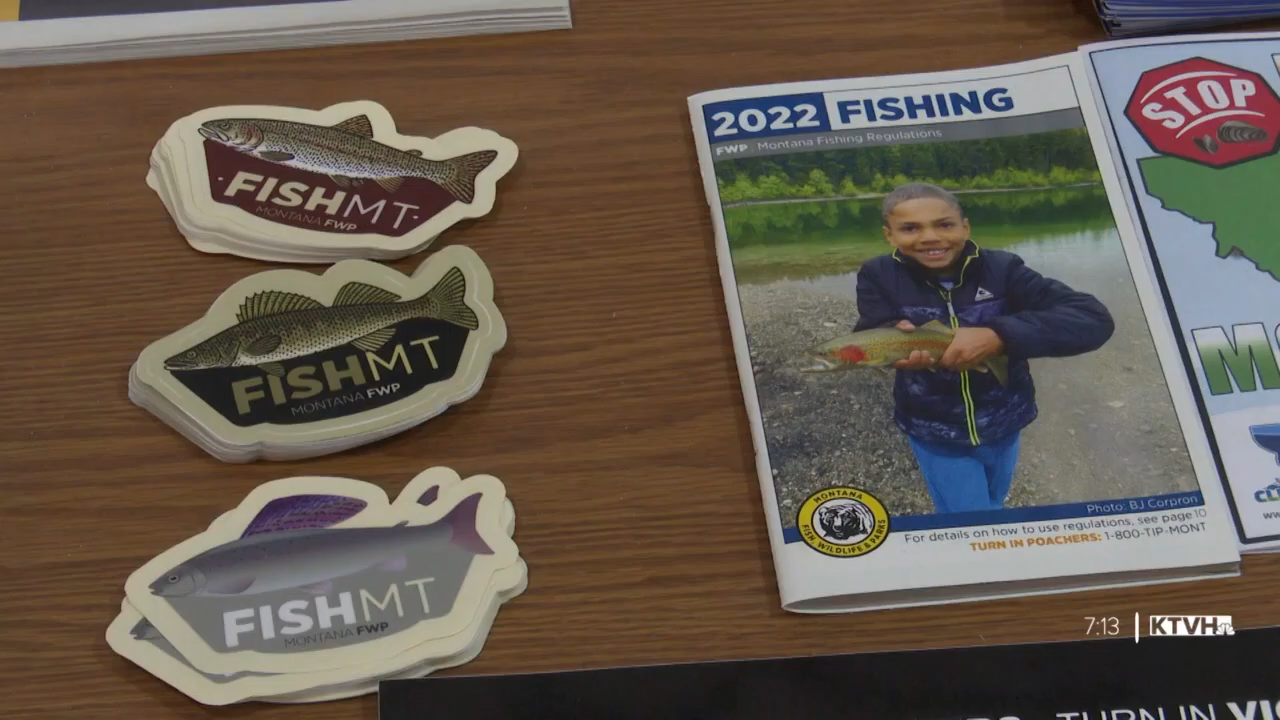 FISHMT
MONTANA FWP
FISHMT
MONTANA FWP
FISHMT
MONTANA FWP
2022 FISHING
FWP Montana Fishing Regulations
Photo: BJ Corpron
MONTANA
FISH, WILDLIFE & PARKS
For details on how to use regulations, see page 10
TURN IN POACHERS: 1-800-TIP-MONT
STOP
7:13 KTVH
TURN IN